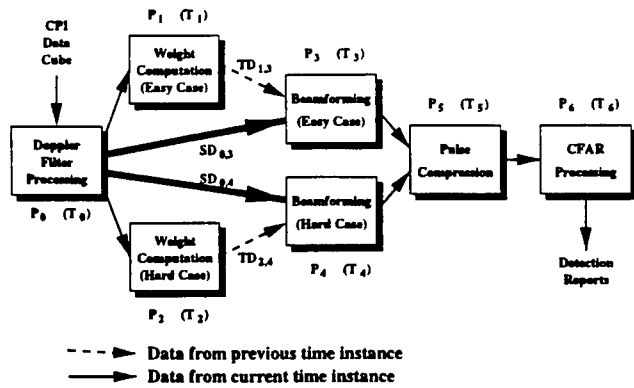 CPI
Data
Cube
P1 (T1)
Weight
Computation
(Easy Case)
TD1,3
P3 (T3)
Beamforming
(Easy Case)
P5 (T5)
P6 (T6)
Doppler
Filter
Processing
SD0,3
SD0,4
Pulse
Compression
CFAR
Processing
P0 (T0)
Beamforming
(Hard Case)
Weight
Computation
(Hard Case)
TD2,4
P4 (T4)
Detection
Reports
P2 (T2)
Data from previous time instance
Data from current time instance